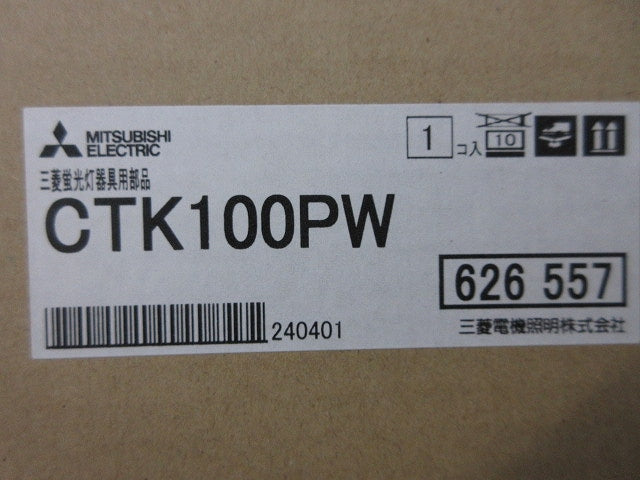 MITSUBISHI
ELECTRIC
1 コ入 10
三菱蛍光灯器具用部品
CTK100PW
626 557
240401
三菱電機照明株式会社